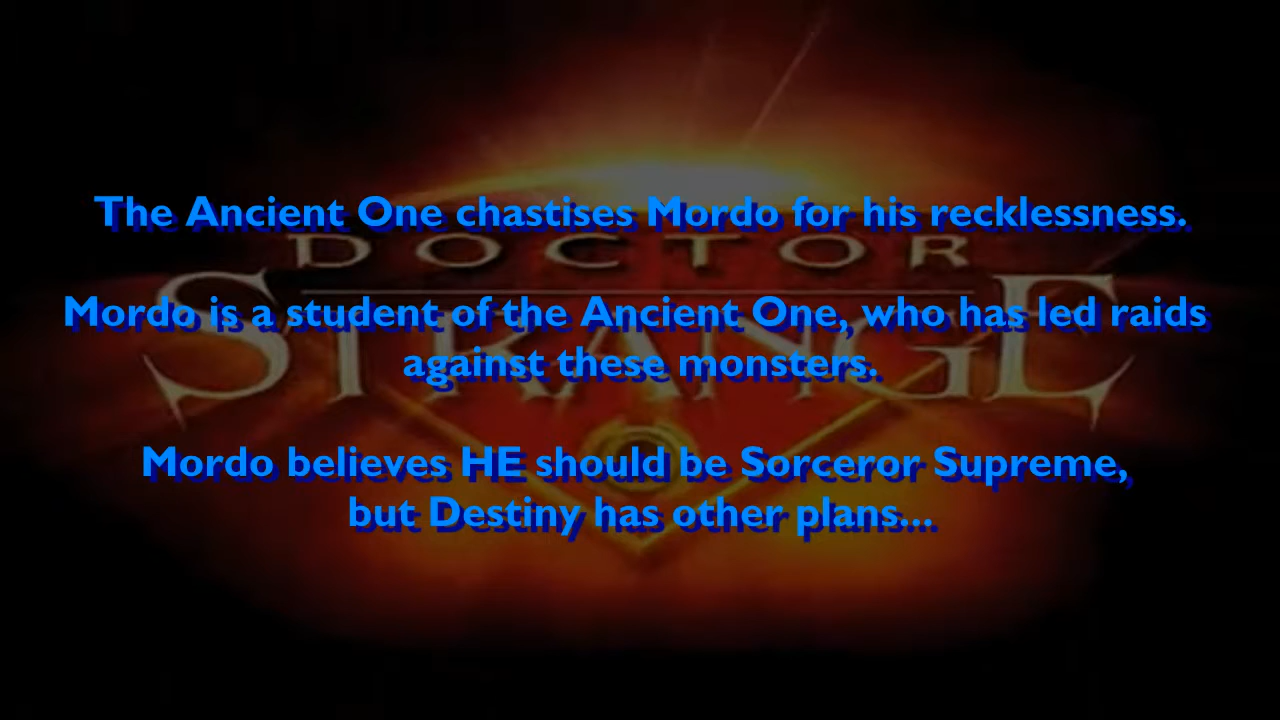 The Ancient One chastises Mordo for his recklessness.
DOCTOR
STRANGE
Mordo is a student of the Ancient One, who has led raids
against these monsters.
Mordo believes HE should be Sorceror Supreme,
but Destiny has other plans...